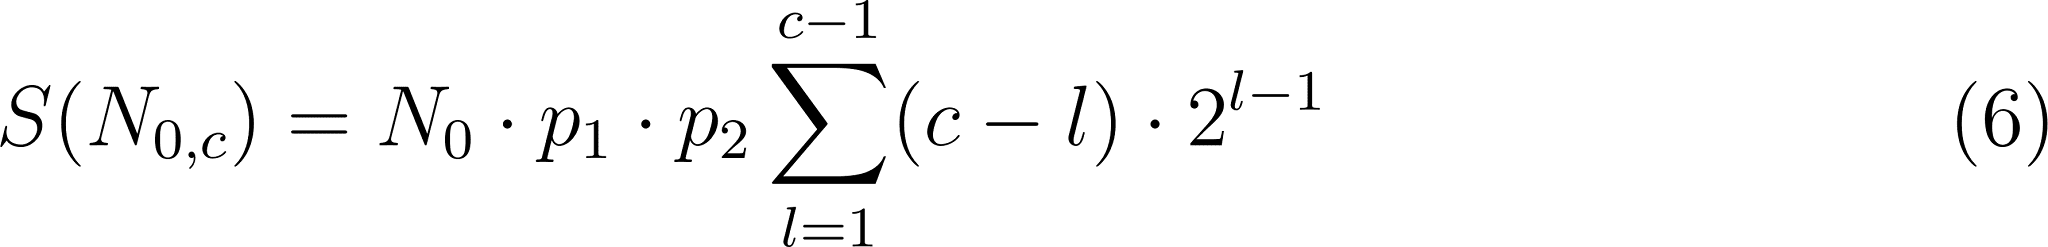 S(N_{0,c}) = N_0 · p_1 · p_2 \sum_{l=1}^{c-1} (c − l) · 2^{l−1} (6)